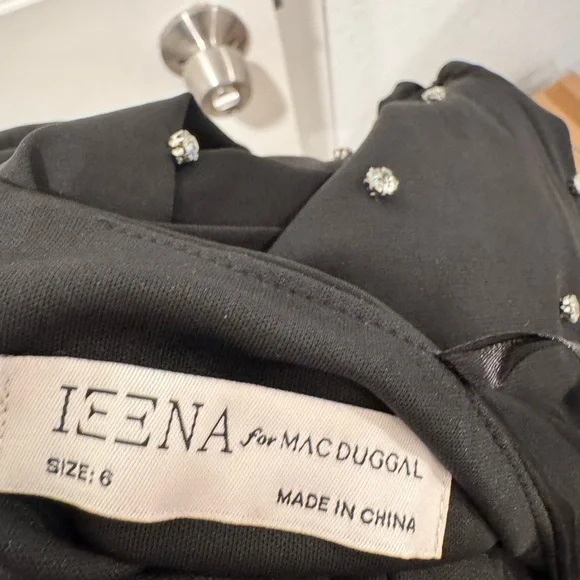 IEENA for MAC DUGGAL
SIZE: 6
MADE IN CHINA